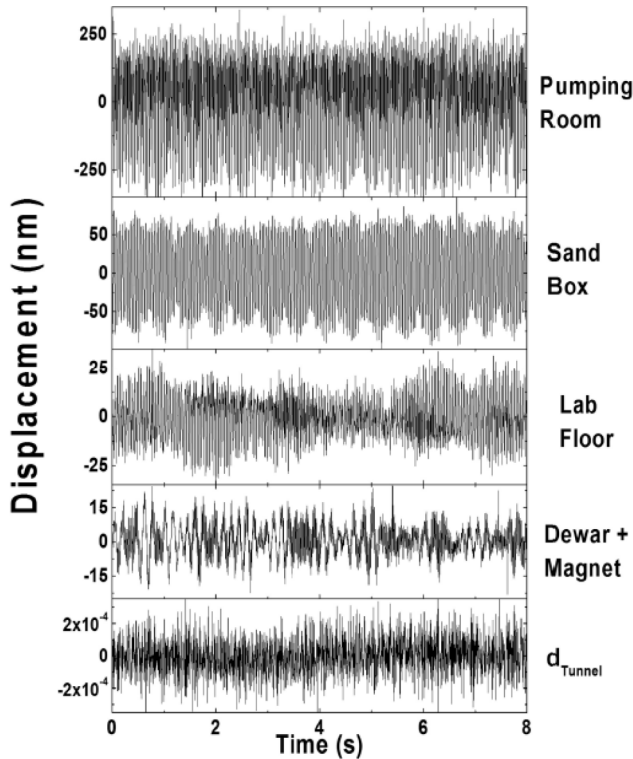 250
0
-250
Pumping
Room
50
0
-50
Sand
Box
25
0
-25
Lab
Floor
15
0
-15
Dewar +
Magnet
2x10⁻⁴
0
-2x10⁻⁴
d_Tunnel
0 2 4 6 8
Time (s)
Displacement (nm)